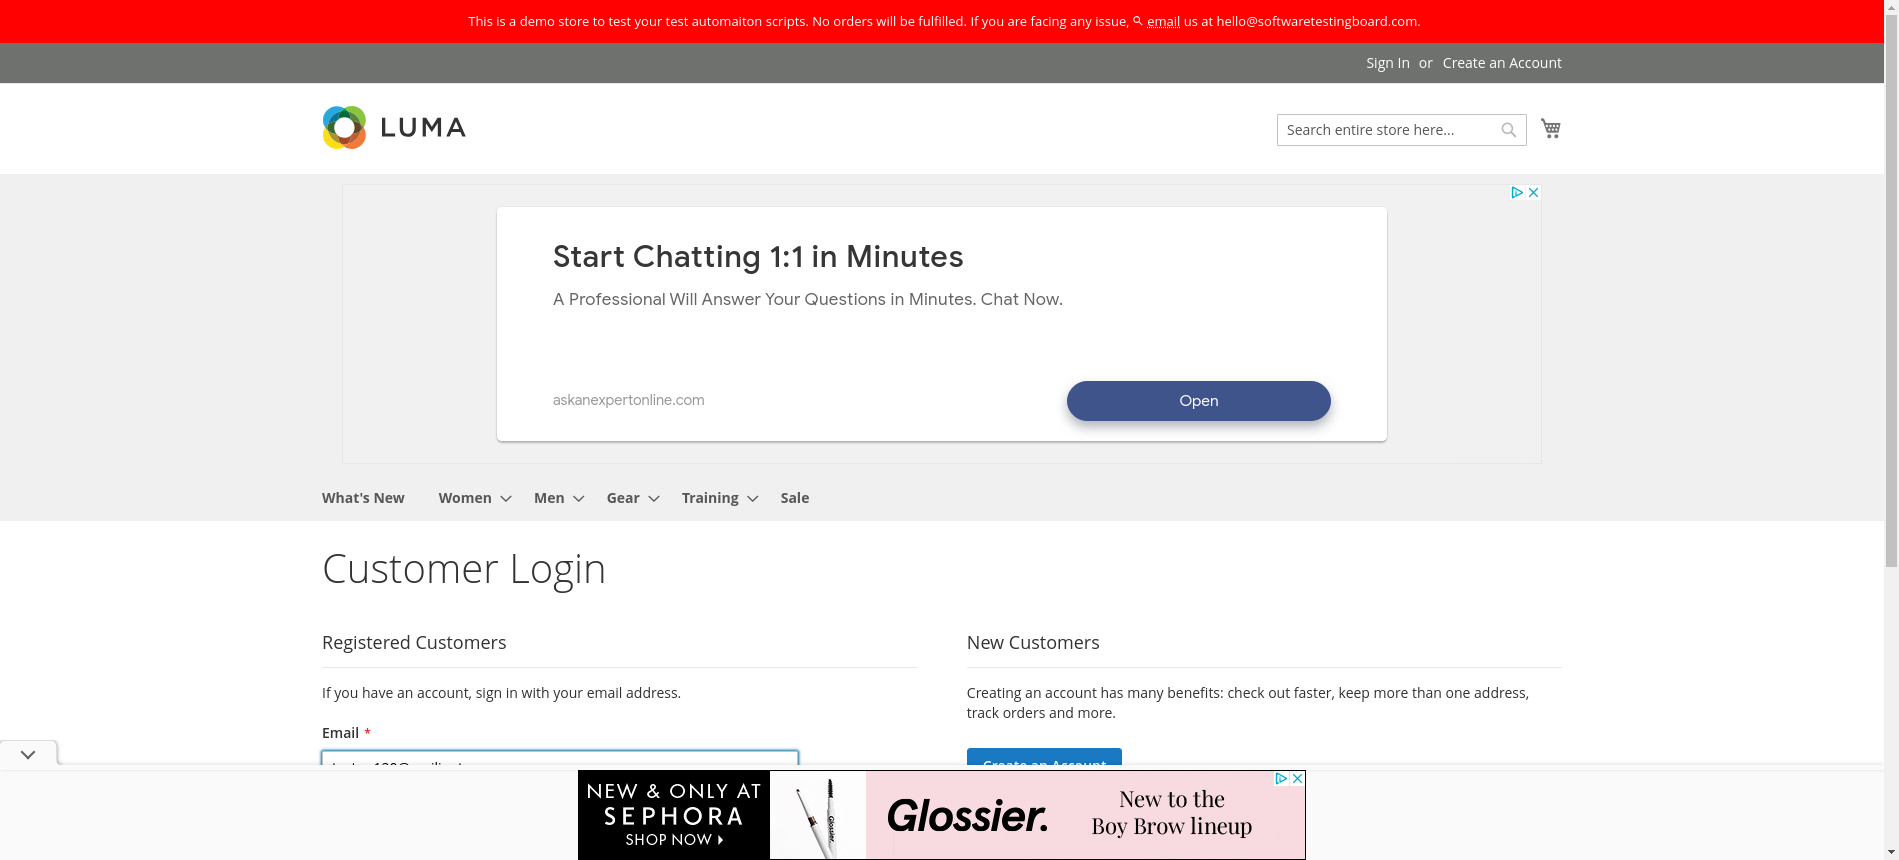 This is a demo store to test your test automaiton scripts. No orders will be fulfilled. If you are facing any issue, email us at hello@softwaretestingboard.com.
Sign In or Create an Account
LUMA
Search entire store here...
Start Chatting 1:1 in Minutes
A Professional Will Answer Your Questions in Minutes. Chat Now.
askanexpertonline.com
Open
What's New Women Men Gear Training Sale
Customer Login
Registered Customers
If you have an account, sign in with your email address.
Email *
New Customers
Creating an account has many benefits: check out faster, keep more than one address,
track orders and more.
Create an Account
NEW & ONLY AT
SEPHORA
SHOP NOW
Glossier.
Glossier.
New to the
Boy Brow lineup